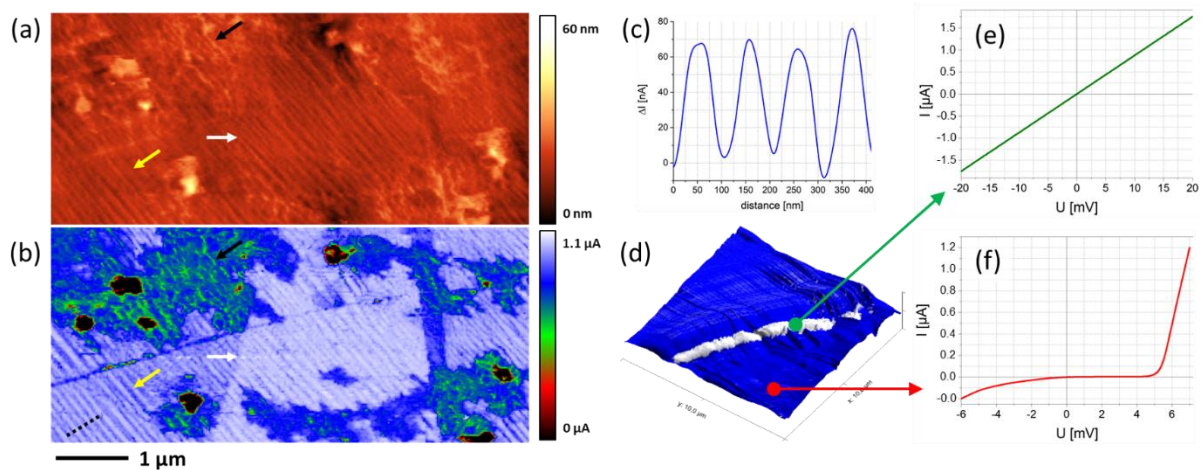 (a)
60 nm
0 nm
(b)
1.1 µA
0 µA
1 µm
(c)
80
60
40
20
0
ΔI [nA]
0 50 100 150 200 250 300 350 400
distance [nm]
(d)
y: 10.0 µm
x: 10.0 µm
(e)
1.5
1.0
0.5
0.0
-0.5
-1.0
-1.5
I [µA]
-20 -15 -10 -5 0 5 10 15 20
U [mV]
(f)
1.2
1.0
0.8
0.6
0.4
0.2
-0.0
I [µA]
-6 -4 -2 0 2 4 6
U [mV]